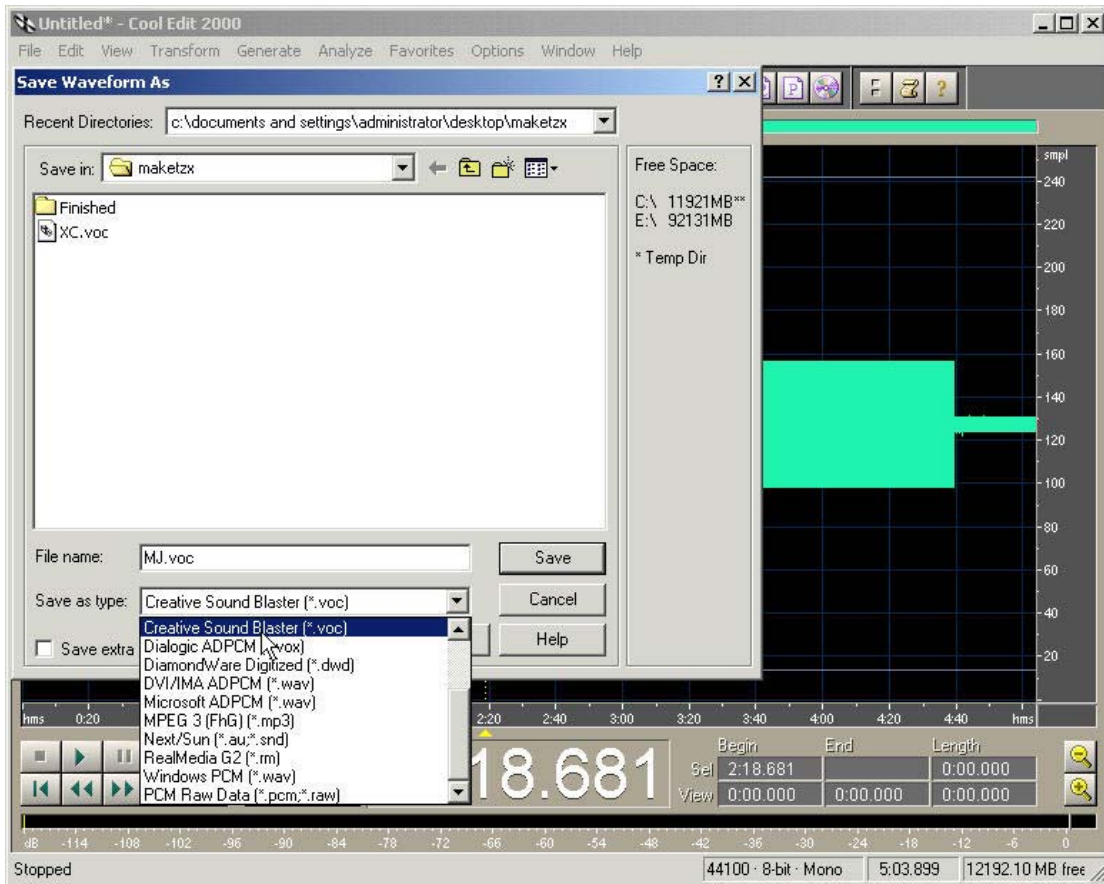 Untitled* - Cool Edit 2000
File Edit View Transform Generate Analyze Favorites Options Window Help
Save Waveform As
Recent Directories: c:\documents and settings\administrator\desktop\maketzx
Save in: maketzx
Finished
XC.voc
Free Space:
C:\ 11921MB**
E:\ 92131MB
* Temp Dir
File name: MJ.voc
Save
Save as type: Creative Sound Blaster (*.voc)
Cancel
Save extra
Help
Creative Sound Blaster (*.voc)
Dialogic ADPCM vox)
DiamondWare Digitized (*.dwd)
DVI/IMA ADPCM (*.wav)
Microsoft ADPCM (*.wav)
MPEG 3 (FhG) (*.mp3)
Next/Sun (*.au;*.snd)
RealMedia G2 (*.rm)
Windows PCM (*.wav)
PCM Raw Data (*.pcm;*.raw)
P
F F
?
smpl
240
220
200
180
160
140
120
100
80
60
40
20
hms 0:20 2:20 2:40 3:00 3:20 3:40 4:00 4:20 4:40 hms
18.681
Begin End Length
Sel 2:18.681 0:00.000
View 0:00.000 0:00.000 0:00.000
dB -114 -108 -102 -96 -90 -84 -78 -72 -66 -60 -54 -48 -42 -36 -30 -24 -18 -12 -6 0
Stopped
44100 · 8-bit · Mono 5:03.899 12192.10 MB free